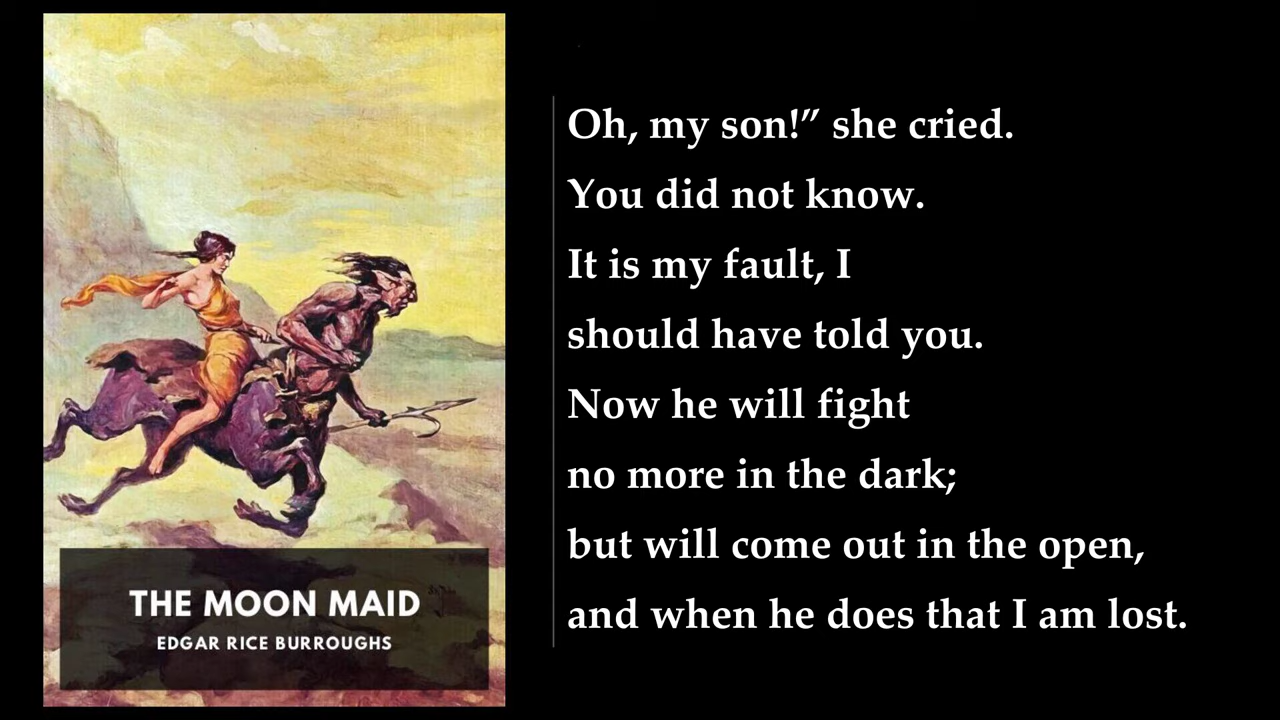 THE MOON MAID
EDGAR RICE BURROUGHS
Oh, my son!” she cried.
You did not know.
It is my fault, I
should have told you.
Now he will fight
no more in the dark;
but will come out in the open,
and when he does that I am lost.